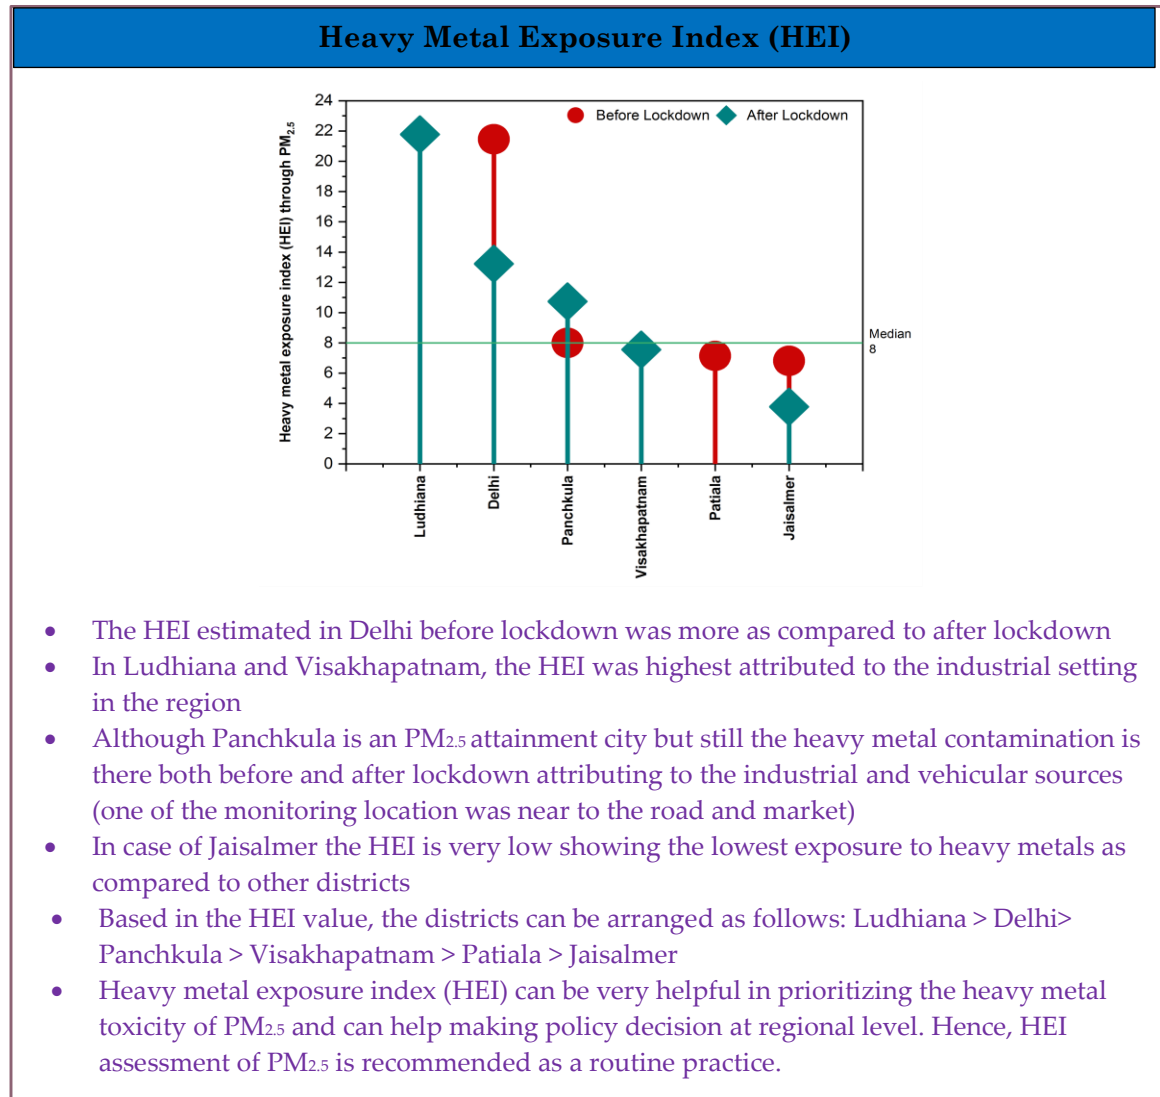 Heavy Metal Exposure Index (HEI)
Heavy metal exposure index (HEI) through PM2.5
24
22
20
18
16
14
12
10
8
6
4
2
0
Before Lockdown
After Lockdown
Median
8
Ludhiana
Delhi
Panchkula
Visakhapatnam
Patiala
Jaisalmer
• The HEI estimated in Delhi before lockdown was more as compared to after lockdown
• In Ludhiana and Visakhapatnam, the HEI was highest attributed to the industrial setting
in the region
• Although Panchkula is an PM2.5 attainment city but still the heavy metal contamination is
there both before and after lockdown attributing to the industrial and vehicular sources
(one of the monitoring location was near to the road and market)
• In case of Jaisalmer the HEI is very low showing the lowest exposure to heavy metals as
compared to other districts
• Based in the HEI value, the districts can be arranged as follows: Ludhiana > Delhi>
Panchkula > Visakhapatnam > Patiala > Jaisalmer
• Heavy metal exposure index (HEI) can be very helpful in prioritizing the heavy metal
toxicity of PM2.5 and can help making policy decision at regional level. Hence, HEI
assessment of PM2.5 is recommended as a routine practice.